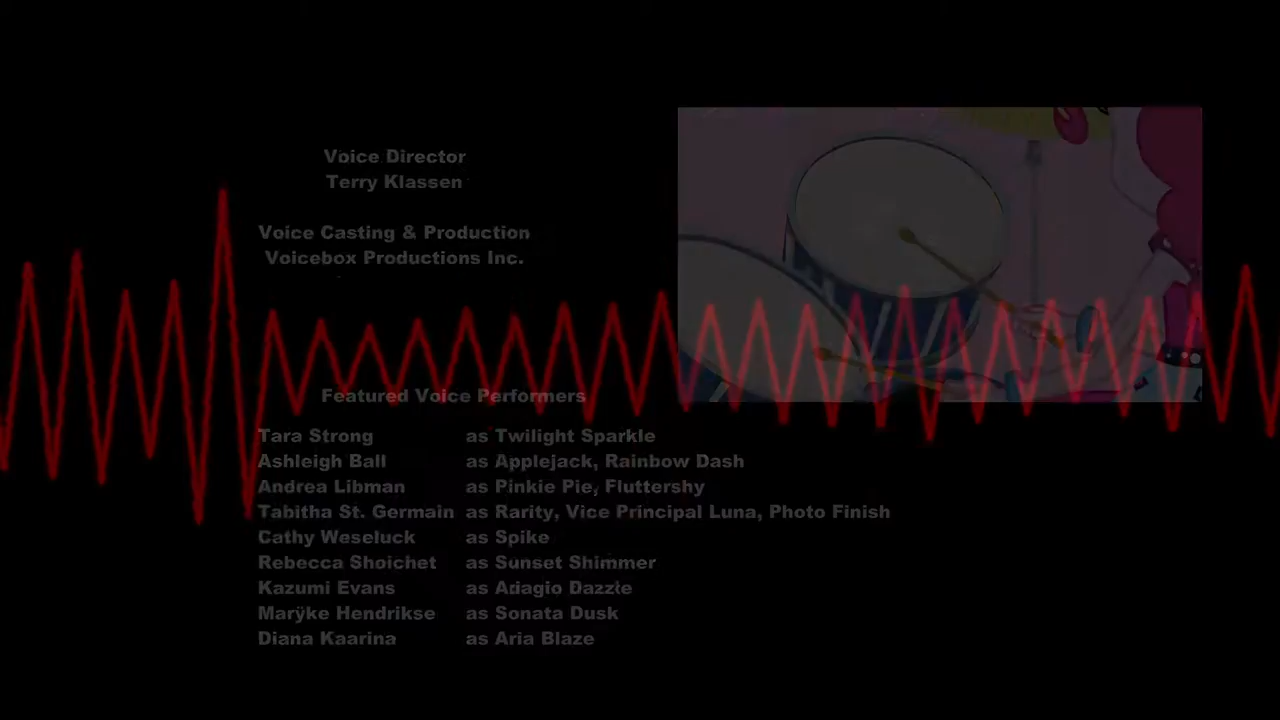 Voice Director
Terry Klassen
Voice Casting & Production
Voicebox Productions Inc.
Featured Voice Performers
Tara Strong as Twilight Sparkle
Ashleigh Ball as Applejack, Rainbow Dash
Andrea Libman as Pinkie Pie, Fluttershy
Tabitha St. Germain as Rarity, Vice Principal Luna, Photo Finish
Cathy Weseluck as Spike
Rebecca Shoichet as Sunset Shimmer
Kazumi Evans as Adagio Dazzle
Marÿke Hendrikse as Sonata Dusk
Diana Kaarina as Aria Blaze